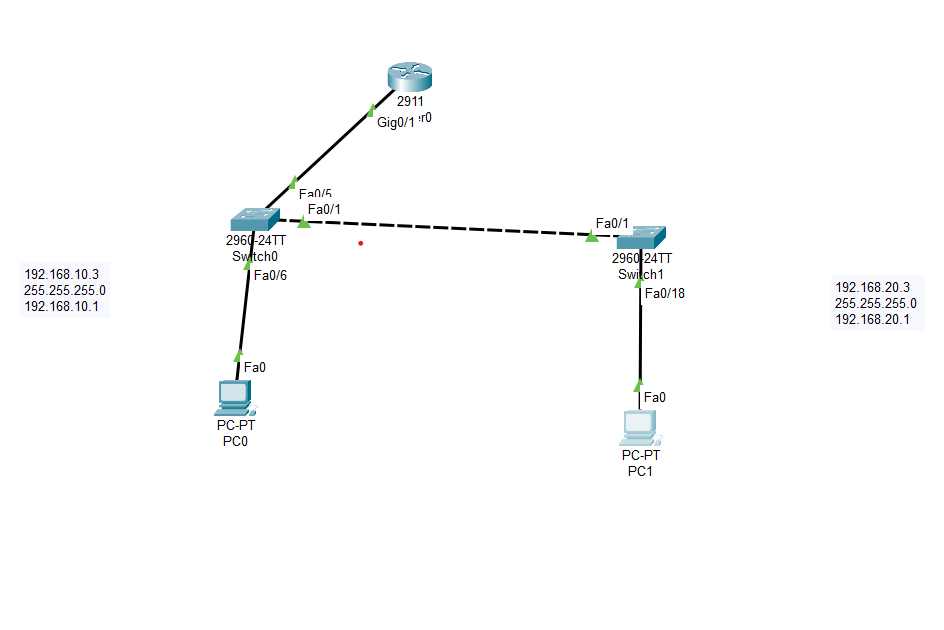 2911
Gig0/1
r0
Fa0/5
Fa0/1
Fa0/1
2960-24TT
Switch0
2960-24TT
Switch1
Fa0/6
Fa0/18
192.168.10.3
255.255.255.0
192.168.10.1
192.168.20.3
255.255.255.0
192.168.20.1
Fa0
PC-PT
PC0
Fa0
PC-PT
PC1